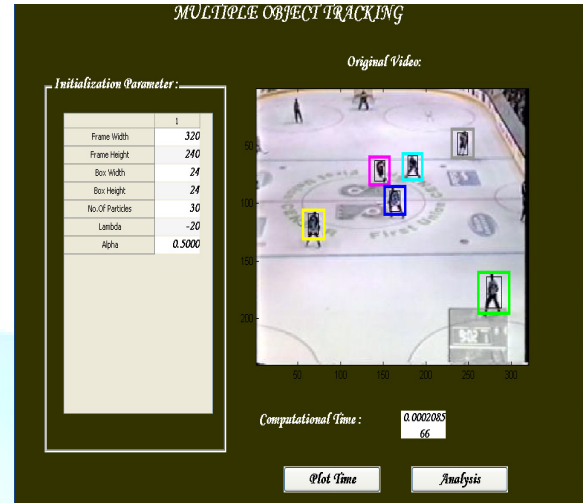 MULTIPLE OBJECT TRACKING
Initialization Parameter :
1
Frame Width 320
Frame Height 240
Box Width 24
Box Height 24
No.Of Particles 30
Lambda -20
Alpha 0.5000
Original Video:
50
100
150
200
50 100 150 200 250 300
First Union
Computational Time :
0.0002085
66
Plot Time
Analysis